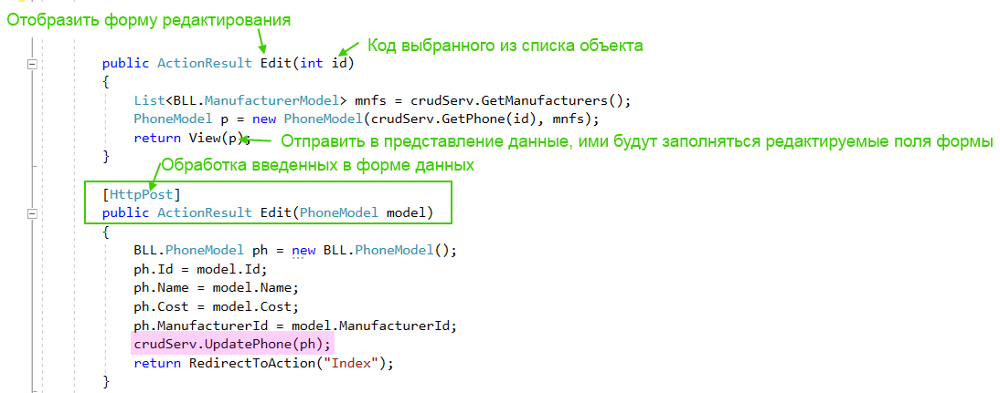 Отобразить форму редактирования
Код выбранного из списка объекта
public ActionResult Edit(int id)
{
List<BLL.ManufacturerModel> mnfs = crudServ.GetManufacturers();
PhoneModel p = new PhoneModel(crudServ.GetPhone(id), mnfs);
return View(p);
Отправить в представление данные, ими будут заполняться редактируемые поля формы
}
Обработка введенных в форме данных
[HttpPost]
public ActionResult Edit(PhoneModel model)
{
BLL.PhoneModel ph = new BLL.PhoneModel();
ph.Id = model.Id;
ph.Name = model.Name;
ph.Cost = model.Cost;
ph.ManufacturerId = model.ManufacturerId;
crudServ.UpdatePhone(ph);
return RedirectToAction("Index");
}